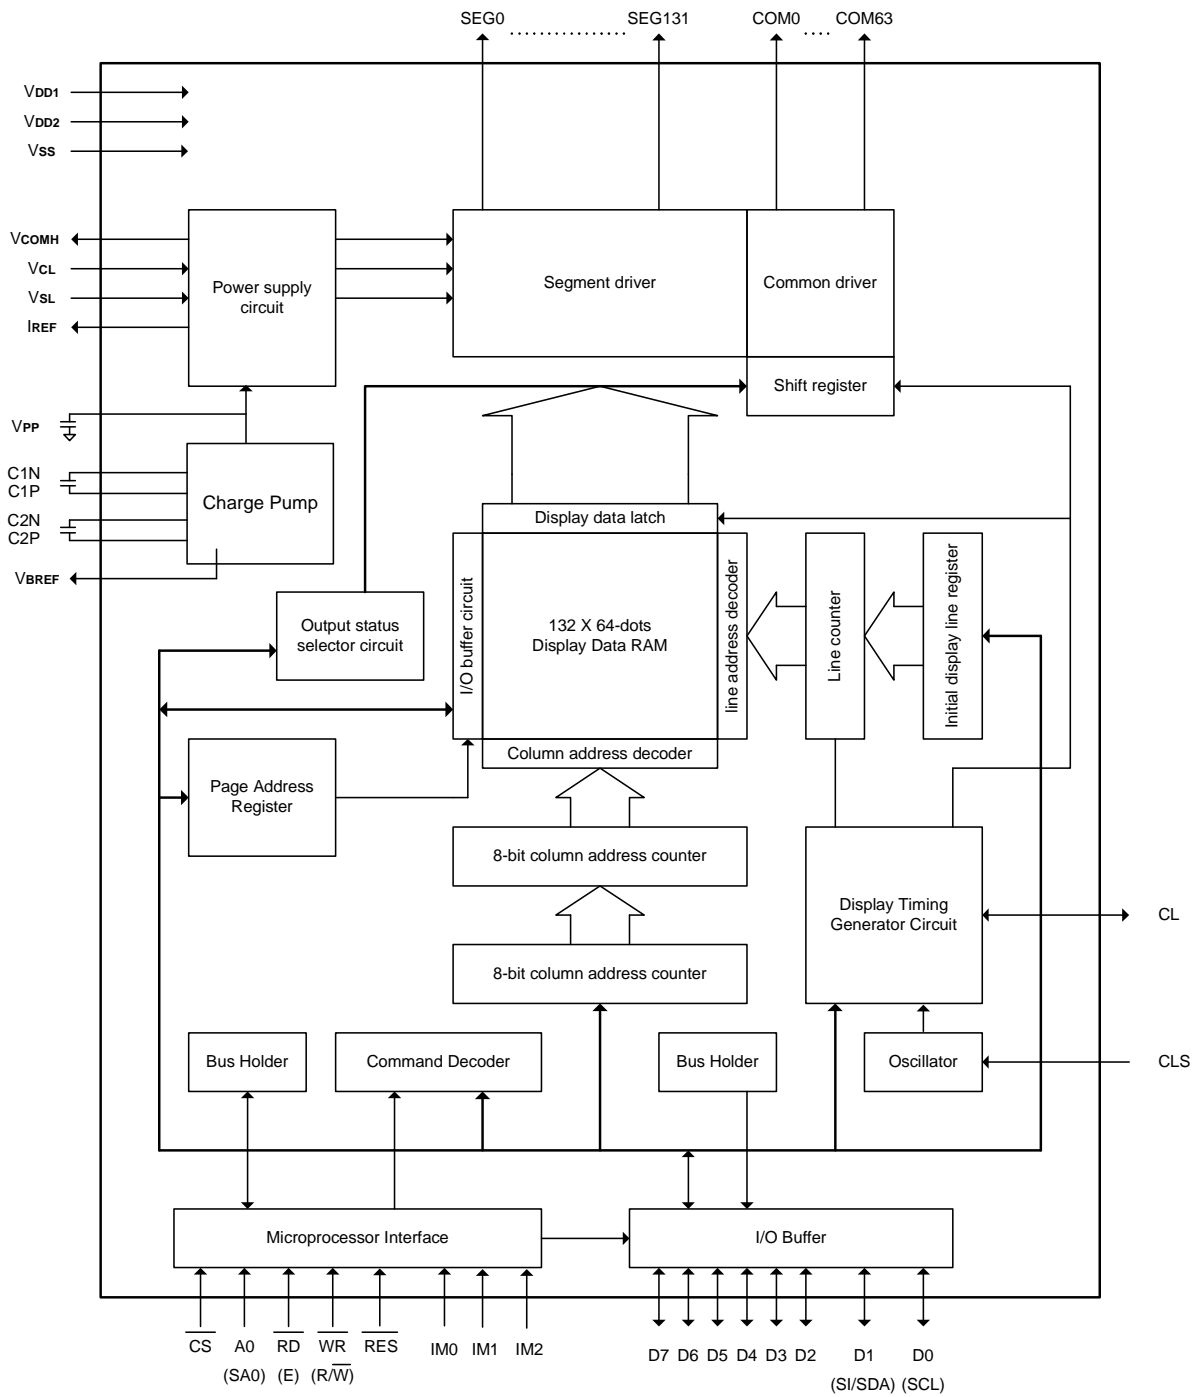 SEG0 ................... SEG131 COM0 .... COM63
VDD1
VDD2
VSS
VCOMH
VCL
VSL
IREF
Power supply
circuit
Segment driver
Common driver
Shift register
VPP
C1N
C1P
C2N
C2P
VBREF
Charge Pump
Display data latch
Output status
selector circuit
I/O buffer circuit
132 X 64-dots
Display Data RAM
line address decoder
Line counter
Initial display line register
Column address decoder
Page Address
Register
8-bit column address counter
8-bit column address counter
Display Timing
Generator Circuit
CL
Bus Holder
Command Decoder
Bus Holder
Oscillator
CLS
Microprocessor Interface
I/O Buffer
CS A0 RD WR RES IM0 IM1 IM2 D7 D6 D5 D4 D3 D2 D1 D0
(SA0) (E) (R/W) (SI/SDA) (SCL)